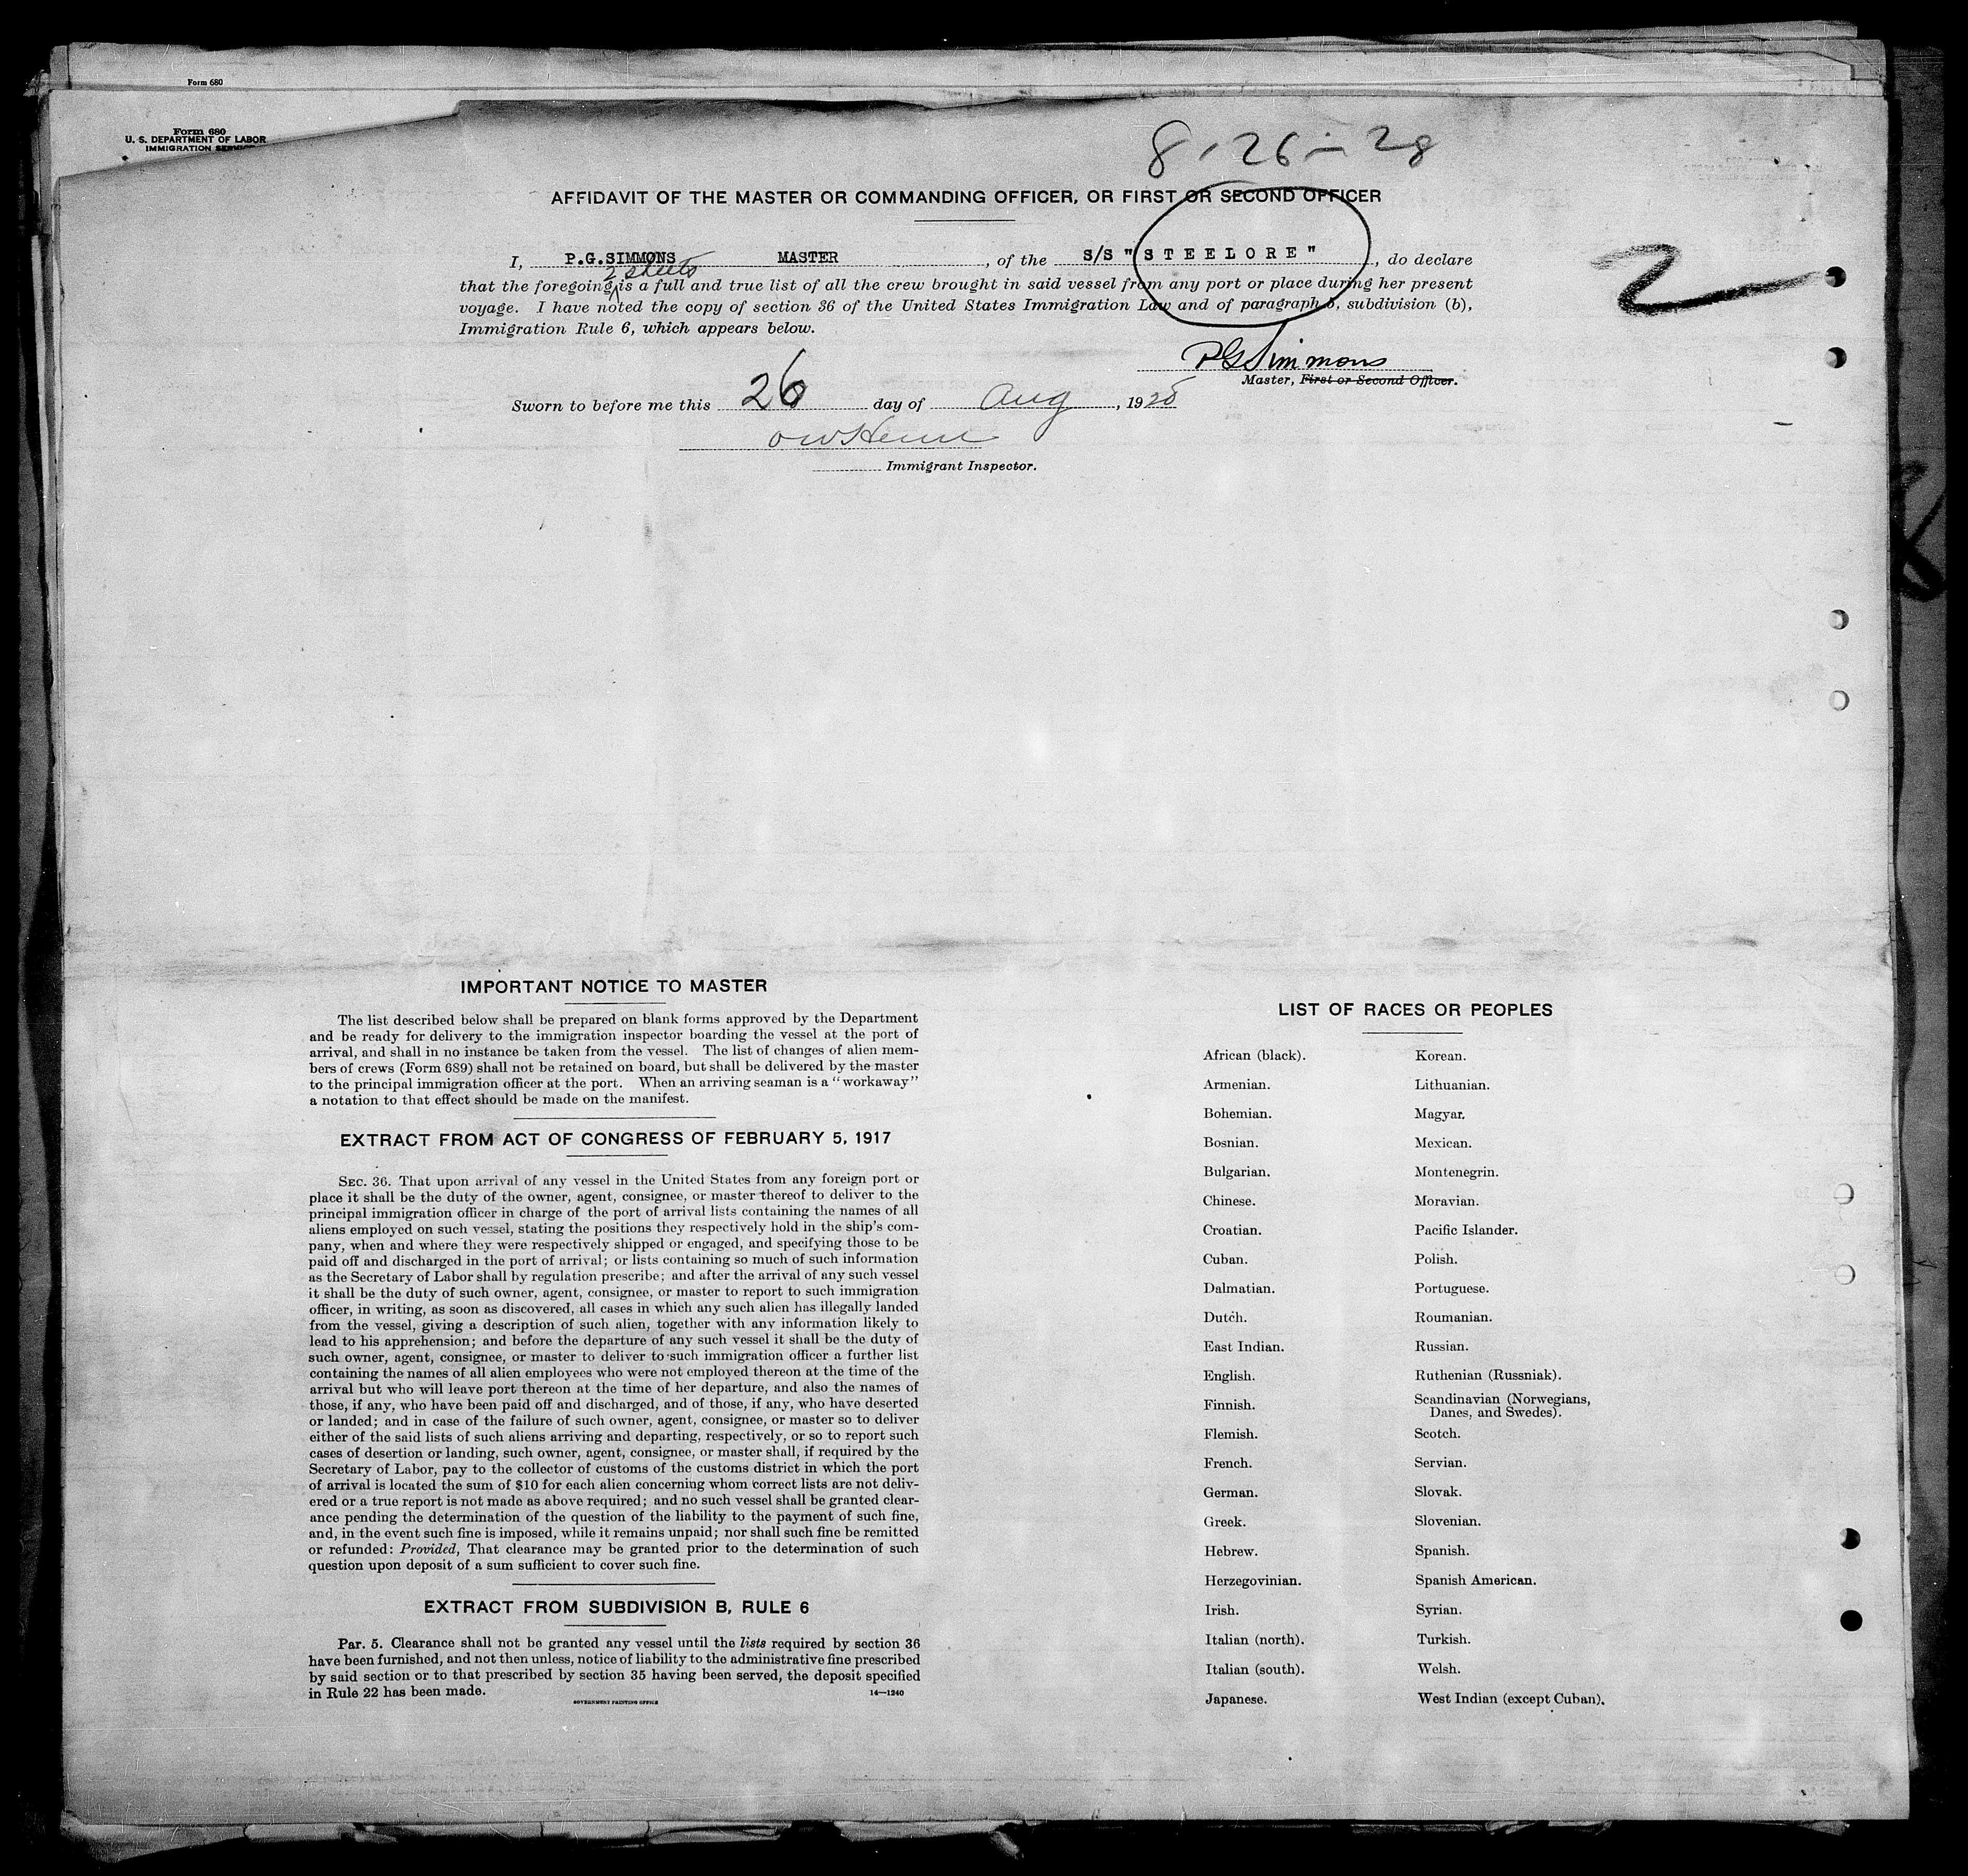 Form 680
Form 680
U. S. DEPARTMENT OF LABOR
IMMIGRATION SERVICE
8-26-28
AFFIDAVIT OF THE MASTER OR COMMANDING OFFICER, OR FIRST OR SECOND OFFICER
I, P.G.SIMMONS MASTER, of the S/S "STEELORE", do declare
2 sheets
that the foregoing is a full and true list of all the crew brought in said vessel from any port or place during her present
voyage. I have noted the copy of section 36 of the United States Immigration Law and of paragraph 5, subdivision (b),
Immigration Rule 6, which appears below.
2
PG Simmons
Master, First or Second Officer.
Sworn to before me this 26 day of Aug, 1928
Immigrant Inspector.
IMPORTANT NOTICE TO MASTER
The list described below shall be prepared on blank forms approved by the Department
and be ready for delivery to the immigration inspector boarding the vessel at the port of
arrival, and shall in no instance be taken from the vessel. The list of changes of alien mem-
bers of crews (Form 689) shall not be retained on board, but shall be delivered by the master
to the principal immigration officer at the port. When an arriving seaman is a "workaway"
a notation to that effect should be made on the manifest.
EXTRACT FROM ACT OF CONGRESS OF FEBRUARY 5, 1917
SEC. 36. That upon arrival of any vessel in the United States from any foreign port or
place it shall be the duty of the owner, agent, consignee, or master thereof to deliver to the
principal immigration officer in charge of the port of arrival lists containing the names of all
aliens employed on such vessel, stating the positions they respectively hold in the ship's com-
pany, when and where they were respectively shipped or engaged, and specifying those to be
paid off and discharged in the port of arrival; or lists containing so much of such information
as the Secretary of Labor shall by regulation prescribe; and after the arrival of any such vessel
it shall be the duty of such owner, agent, consignee, or master to report to such immigration
officer, in writing, as soon as discovered, all cases in which any such alien has illegally landed
from the vessel, giving a description of such alien, together with any information likely to
lead to his apprehension; and before the departure of any such vessel it shall be the duty of
such owner, agent, consignee, or master to deliver to such immigration officer a further list
containing the names of all alien employees who were not employed thereon at the time of the
arrival but who will leave port thereon at the time of her departure, and also the names of
those, if any, who have been paid off and discharged, and of those, if any, who have deserted
or landed; and in case of the failure of such owner, agent, consignee, or master so to deliver
either of the said lists of such aliens arriving and departing, respectively, or so to report such
cases of desertion or landing, such owner, agent, consignee, or master shall, if required by the
Secretary of Labor, pay to the collector of customs of the customs district in which the port
of arrival is located the sum of $10 for each alien concerning whom correct lists are not deliv-
ered or a true report is not made as above required; and no such vessel shall be granted clear-
ance pending the determination of the question of the liability to the payment of such fine,
and, in the event such fine is imposed, while it remains unpaid; nor shall such fine be remitted
or refunded: Provided, That clearance may be granted prior to the determination of such
question upon deposit of a sum sufficient to cover such fine.
EXTRACT FROM SUBDIVISION B, RULE 6
Par. 5. Clearance shall not be granted any vessel until the lists required by section 36
have been furnished, and not then unless, notice of liability to the administrative fine prescribed
by said section or to that prescribed by section 35 having been served, the deposit specified
in Rule 22 has been made.
GOVERNMENT PRINTING OFFICE
14—1240
LIST OF RACES OR PEOPLES
African (black). Korean.
Armenian. Lithuanian.
Bohemian. Magyar.
Bosnian. Mexican.
Bulgarian. Montenegrin.
Chinese. Moravian.
Croatian. Pacific Islander.
Cuban. Polish.
Dalmatian. Portuguese.
Dutch. Roumanian.
East Indian. Russian.
English. Ruthenian (Russniak).
Finnish. Scandinavian (Norwegians,
Danes, and Swedes).
Flemish. Scotch.
French. Servian.
German. Slovak.
Greek. Slovenian.
Hebrew. Spanish.
Herzegovinian. Spanish American.
Irish. Syrian.
Italian (north). Turkish.
Italian (south). Welsh.
Japanese. West Indian (except Cuban).